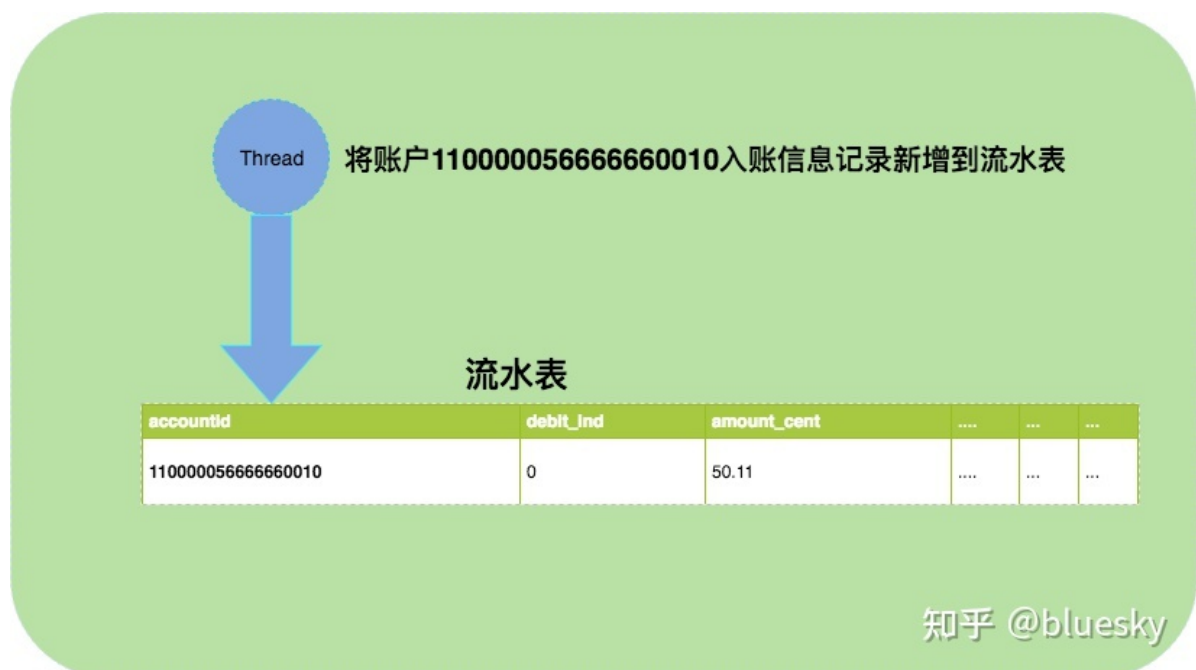 Thread
将账户110000056666660010入账信息记录新增到流水表
流水表
accountId debit_ind amount_cent .... ... ...
110000056666660010 0 50.11 .... ... ...
知乎 @bluesky